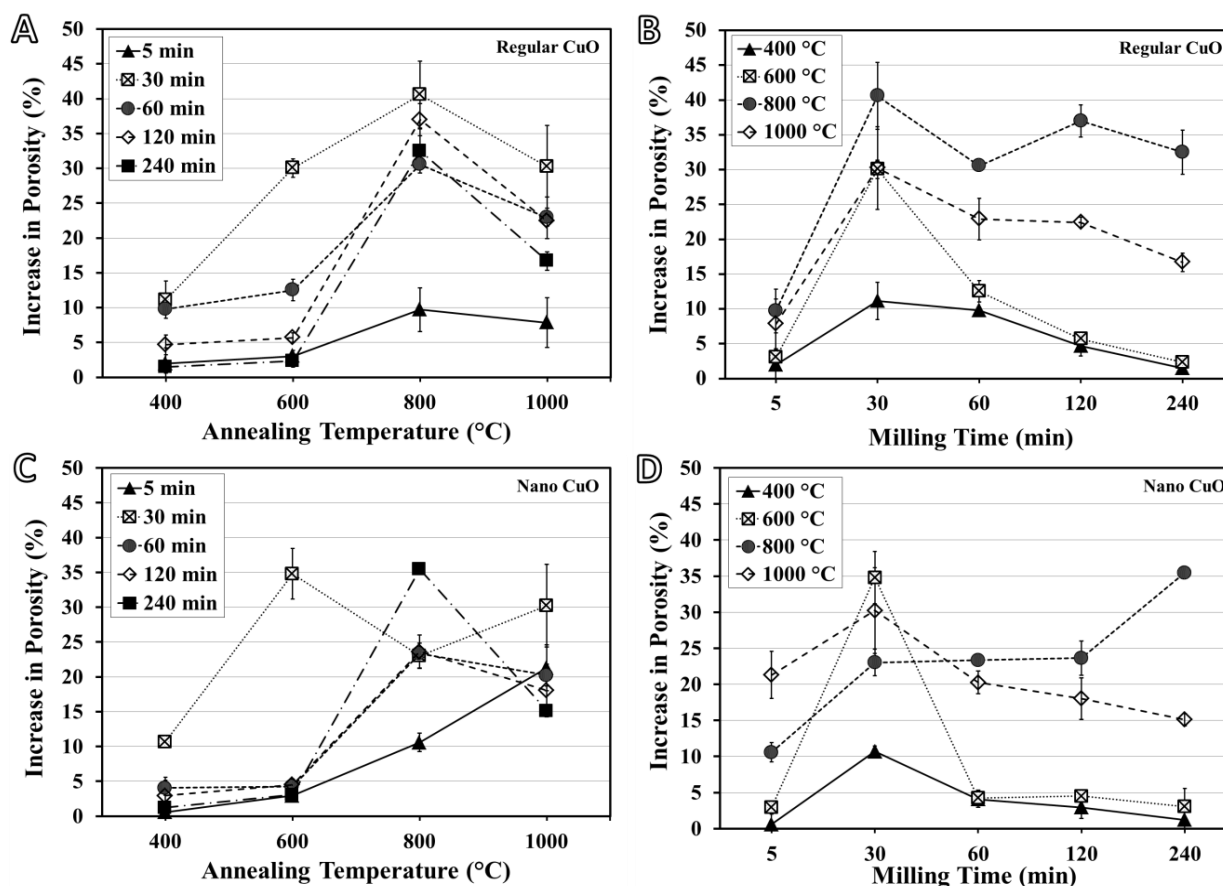 A
Regular CuO
5 min
30 min
60 min
120 min
240 min
Increase in Porosity (%)
50
45
40
35
30
25
20
15
10
5
0
400
600
800
1000
Annealing Temperature (°C)
B
Regular CuO
400 °C
600 °C
800 °C
1000 °C
Increase in Porosity (%)
50
45
40
35
30
25
20
15
10
5
0
5
30
60
120
240
Milling Time (min)
C
Nano CuO
5 min
30 min
60 min
120 min
240 min
Increase in Porosity (%)
50
45
40
35
30
25
20
15
10
5
0
400
600
800
1000
Annealing Temperature (°C)
D
Nano CuO
400 °C
600 °C
800 °C
1000 °C
Increase in Porosity (%)
50
45
40
35
30
25
20
15
10
5
0
5
30
60
120
240
Milling Time (min)